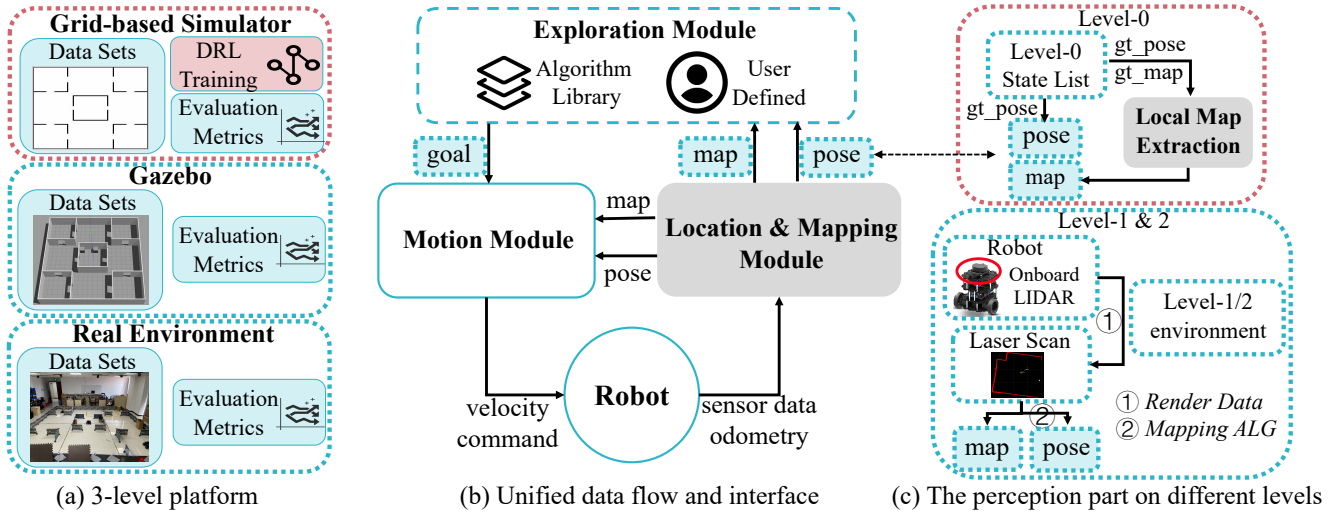 Grid-based Simulator
Data Sets
DRL
Training
Evaluation
Metrics
Gazebo
Data Sets
Evaluation
Metrics
Real Environment
Data Sets
Evaluation
Metrics
(a) 3-level platform
Exploration Module
Algorithm
Library
User
Defined
goal
map
pose
Motion Module
map
pose
Location & Mapping
Module
Robot
velocity
command
sensor data
odometry
(b) Unified data flow and interface
Level-0
Level-0
State List
gt_pose
gt_map
gt_pose
pose
map
Local Map
Extraction
Level-1 & 2
Robot
Onboard
LIDAR
①
Level-1/2
environment
Laser Scan
②
map
pose
① Render Data
② Mapping ALG
(c) The perception part on different levels